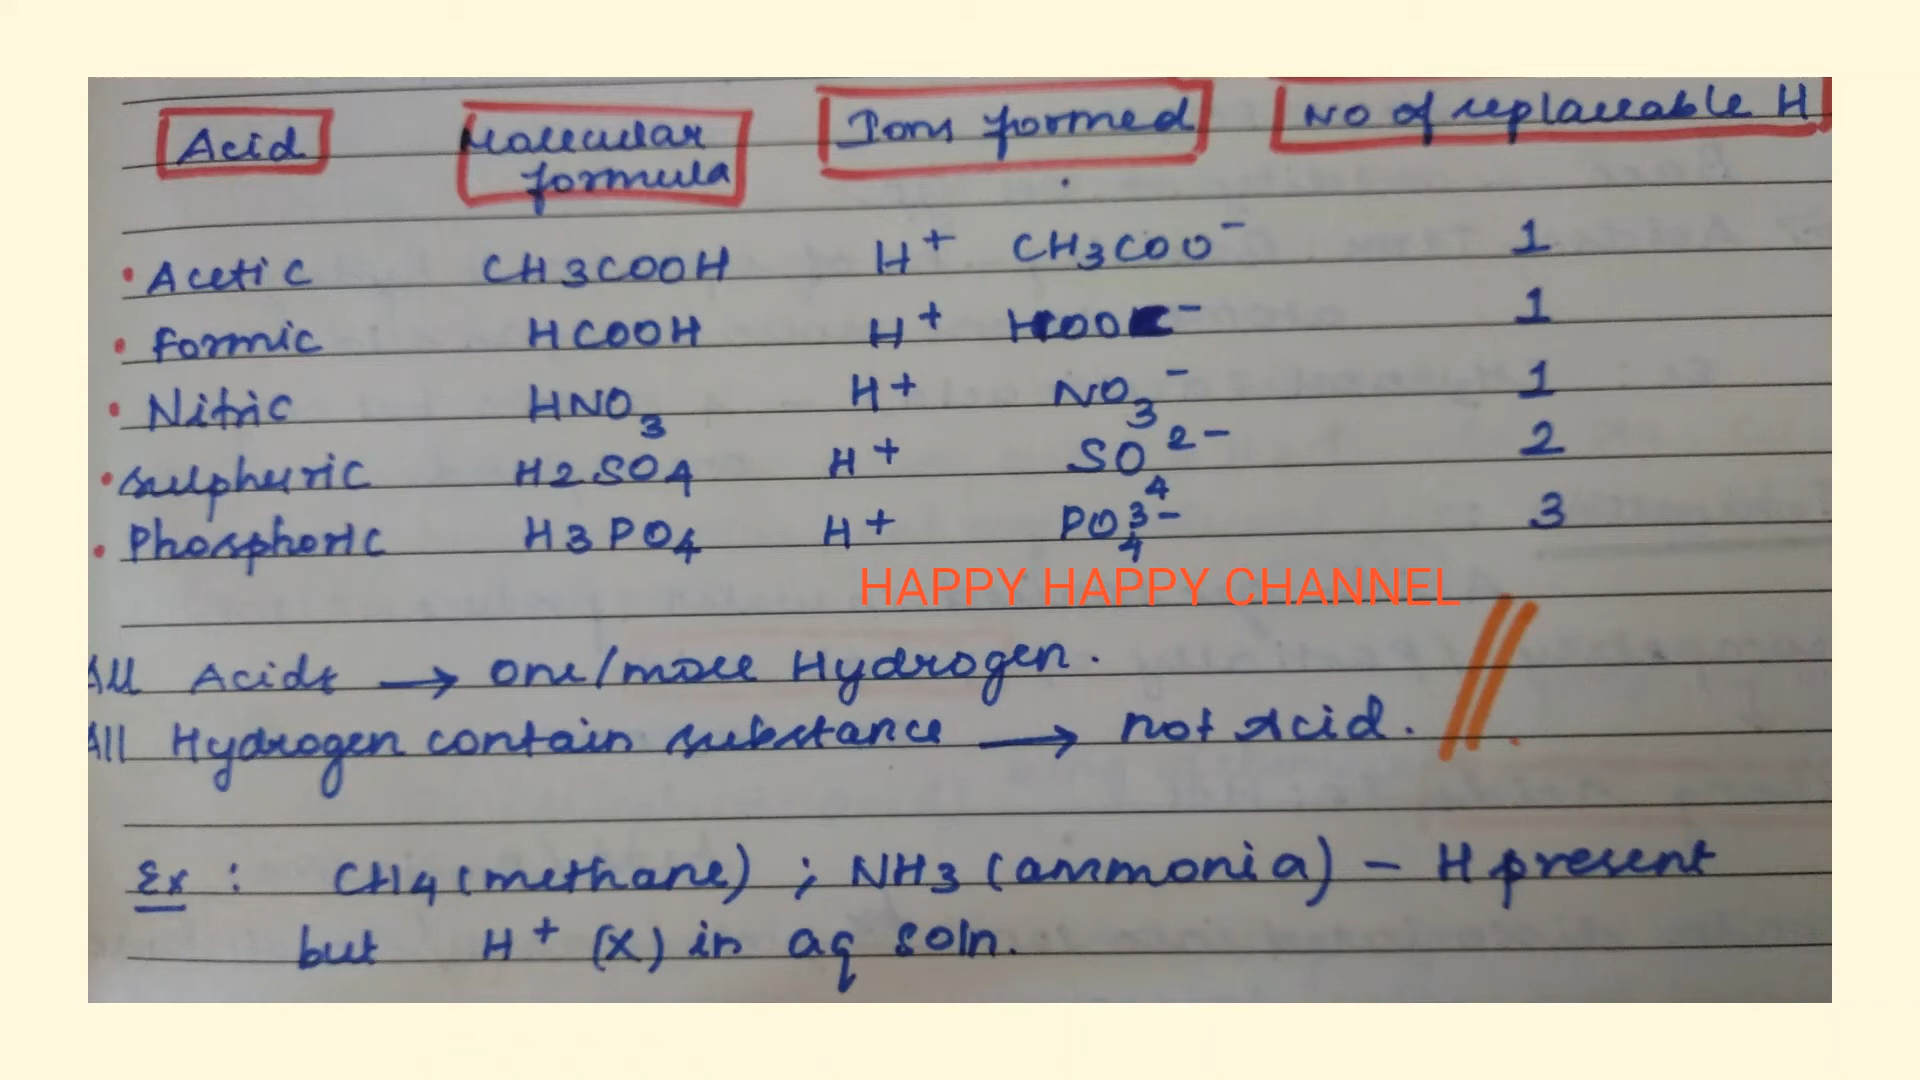 Acid Molecular formula Ions formed No of replaceable H
• Acetic CH3COOH H⁺ CH₃COO⁻ 1
• Formic HCOOH H⁺ HCOO⁻ 1
• Nitric HNO₃ H⁺ NO₃⁻ 1
• Sulphuric H2SO4 H⁺ SO₄²⁻ 2
• Phosphoric H3PO4 H⁺ PO₄³⁻ 3
HAPPY HAPPY CHANNEL
All Acids → one/more Hydrogen.
All Hydrogen contain substance → not acid.
Ex : CH4 (methane) ; NH3 (ammonia) – H present
but H⁺ (x) in aq soln.